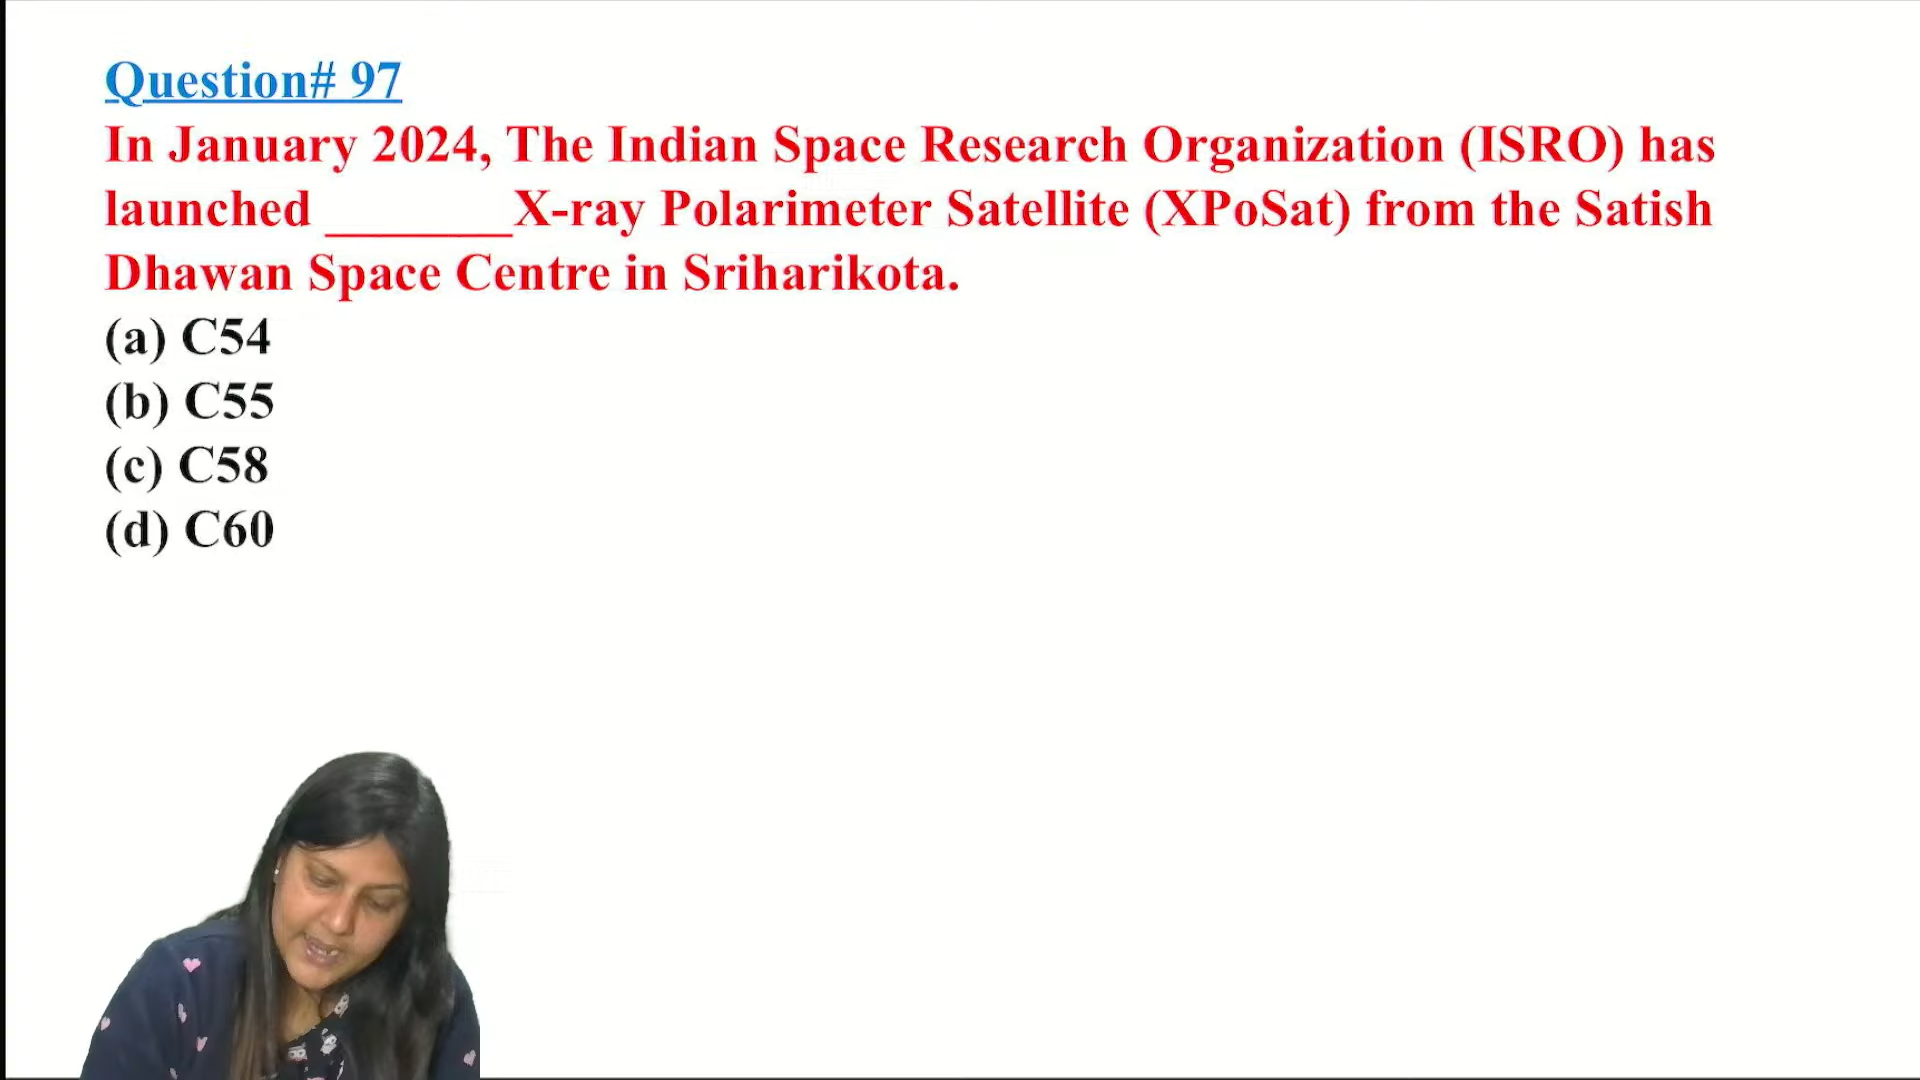 Question# 97
In January 2024, The Indian Space Research Organization (ISRO) has
launched _______X-ray Polarimeter Satellite (XPoSat) from the Satish
Dhawan Space Centre in Sriharikota.
(a) C54
(b) C55
(c) C58
(d) C60